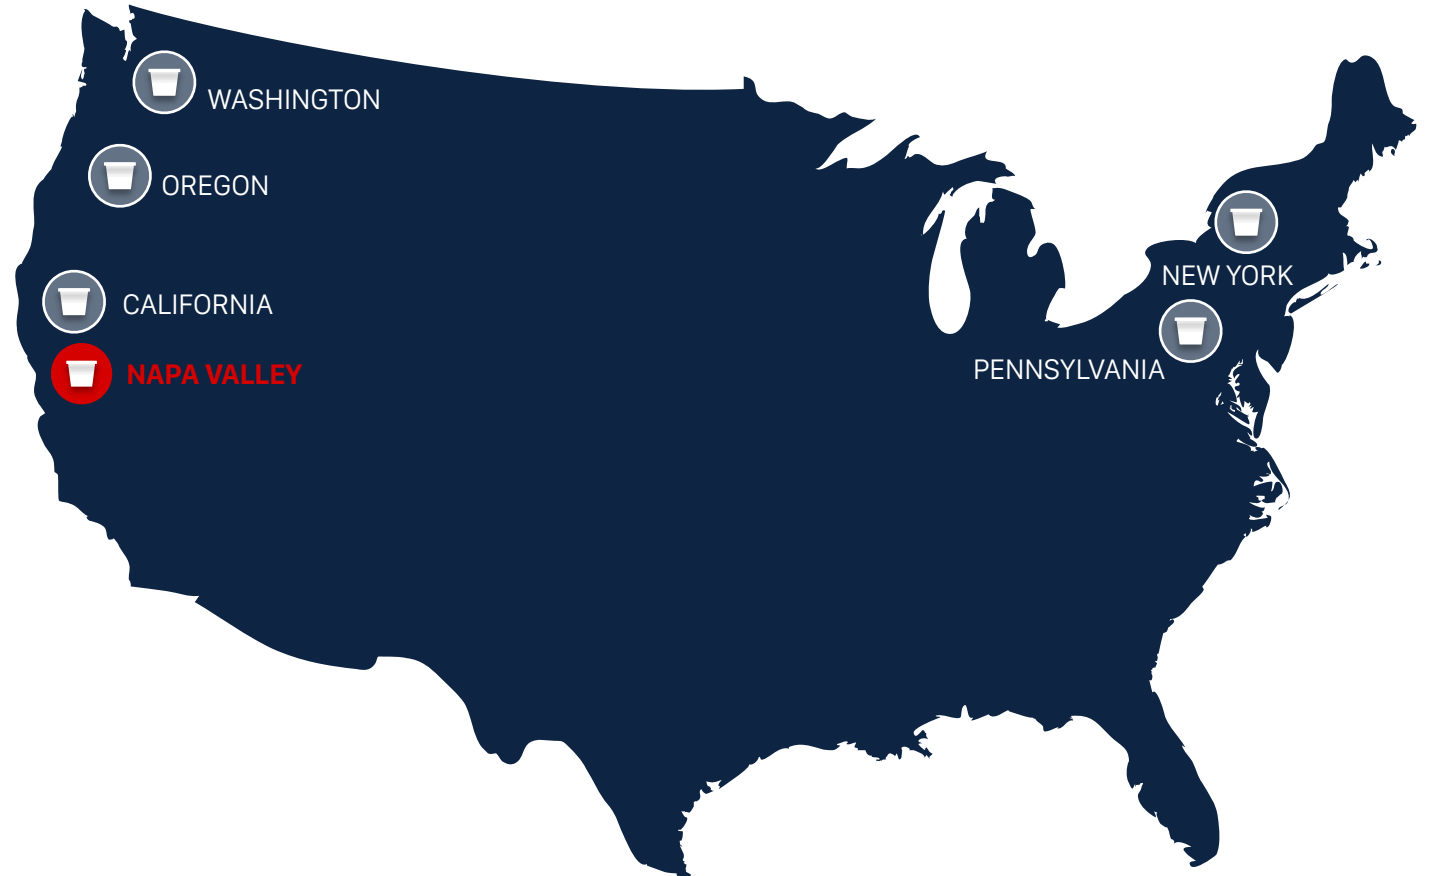 WASHINGTON
OREGON
NEW YORK
CALIFORNIA
PENNSYLVANIA
NAPA VALLEY